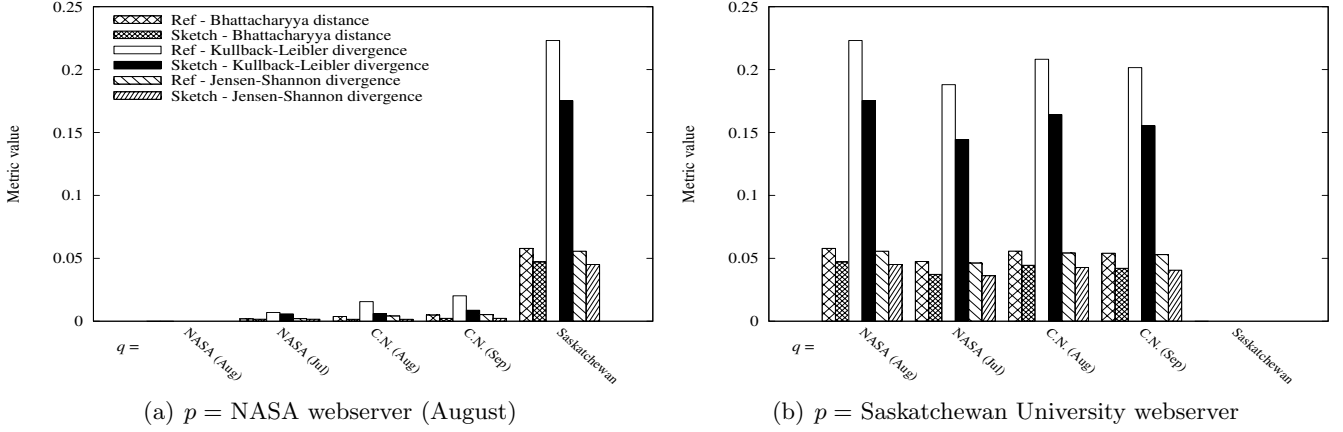 0.25
0.2
0.15
0.1
0.05
0
Metric value
Ref - Bhattacharyya distance
Sketch - Bhattacharyya distance
Ref - Kullback-Leibler divergence
Sketch - Kullback-Leibler divergence
Ref - Jensen-Shannon divergence
Sketch - Jensen-Shannon divergence
q =
NASA (Aug)
NASA (Jul)
C.N. (Aug)
C.N. (Sep)
Saskatchewan
(a) p = NASA webserver (August)
0.25
0.2
0.15
0.1
0.05
0
Metric value
q =
NASA (Aug)
NASA (Jul)
C.N. (Aug)
C.N. (Sep)
Saskatchewan
(b) p = Saskatchewan University webserver